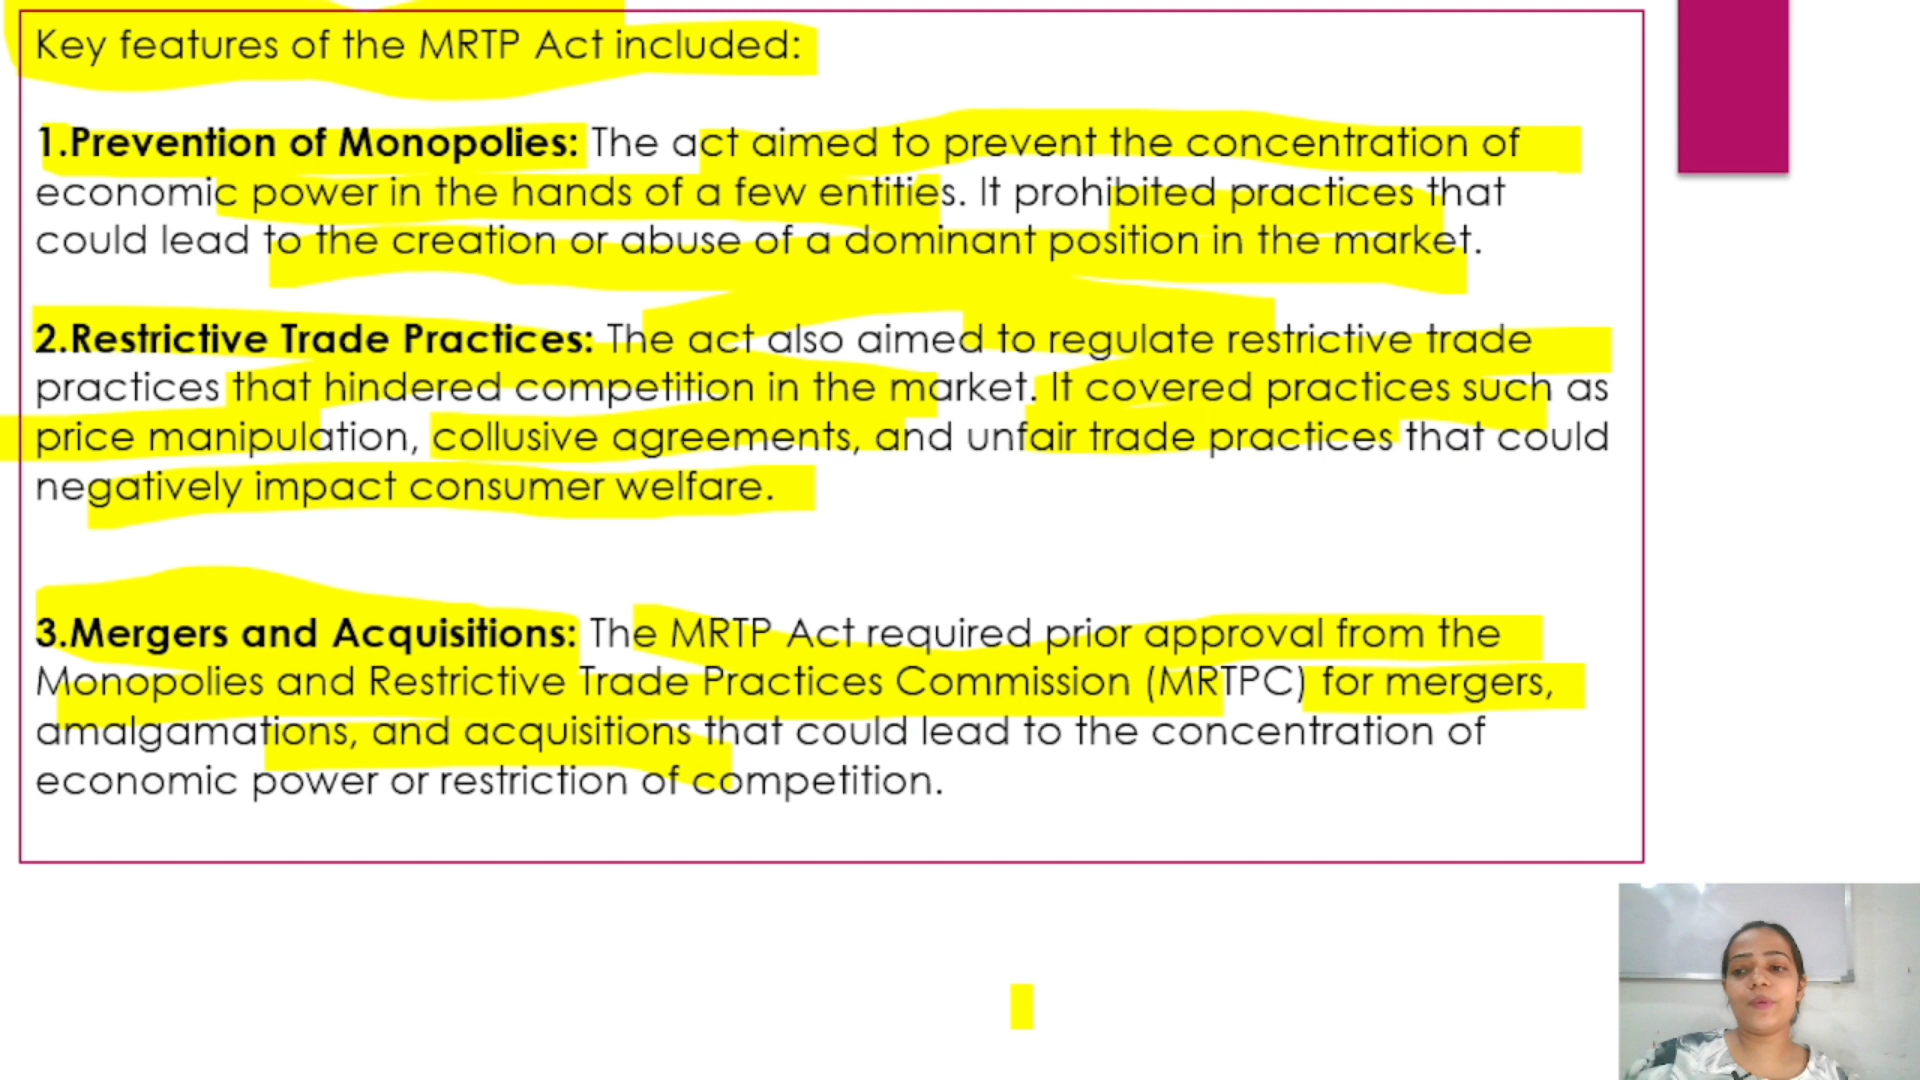 Key features of the MRTP Act included:
1.Prevention of Monopolies: The act aimed to prevent the concentration of
economic power in the hands of a few entities. It prohibited practices that
could lead to the creation or abuse of a dominant position in the market.
2.Restrictive Trade Practices: The act also aimed to regulate restrictive trade
practices that hindered competition in the market. It covered practices such as
price manipulation, collusive agreements, and unfair trade practices that could
negatively impact consumer welfare.
3.Mergers and Acquisitions: The MRTP Act required prior approval from the
Monopolies and Restrictive Trade Practices Commission (MRTPC) for mergers,
amalgamations, and acquisitions that could lead to the concentration of
economic power or restriction of competition.